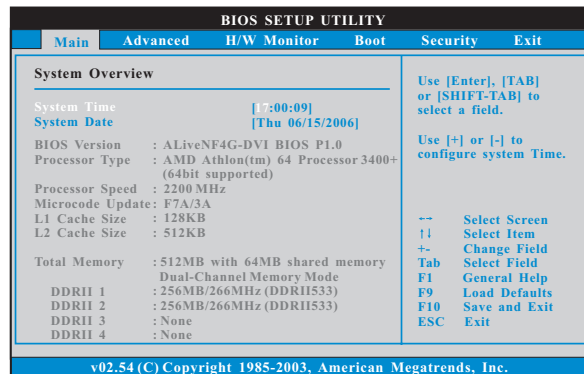 BIOS SETUP UTILITY
Main Advanced H/W Monitor Boot Security Exit
System Overview
System Time [17:00:09]
System Date [Thu 06/15/2006]
BIOS Version : ALiveNF4G-DVI BIOS P1.0
Processor Type : AMD Athlon(tm) 64 Processor 3400+
(64bit supported)
Processor Speed : 2200 MHz
Microcode Update : F7A/3A
L1 Cache Size : 128KB
L2 Cache Size : 512KB
Total Memory : 512MB with 64MB shared memory
Dual-Channel Memory Mode
DDRII 1 : 256MB/266MHz (DDRII533)
DDRII 2 : 256MB/266MHz (DDRII533)
DDRII 3 : None
DDRII 4 : None
Use [Enter], [TAB]
or [SHIFT-TAB] to
select a field.
Use [+] or [-] to
configure system Time.
←→ Select Screen
↑↓ Select Item
+- Change Field
Tab Select Field
F1 General Help
F9 Load Defaults
F10 Save and Exit
ESC Exit
v02.54 (C) Copyright 1985-2003, American Megatrends, Inc.